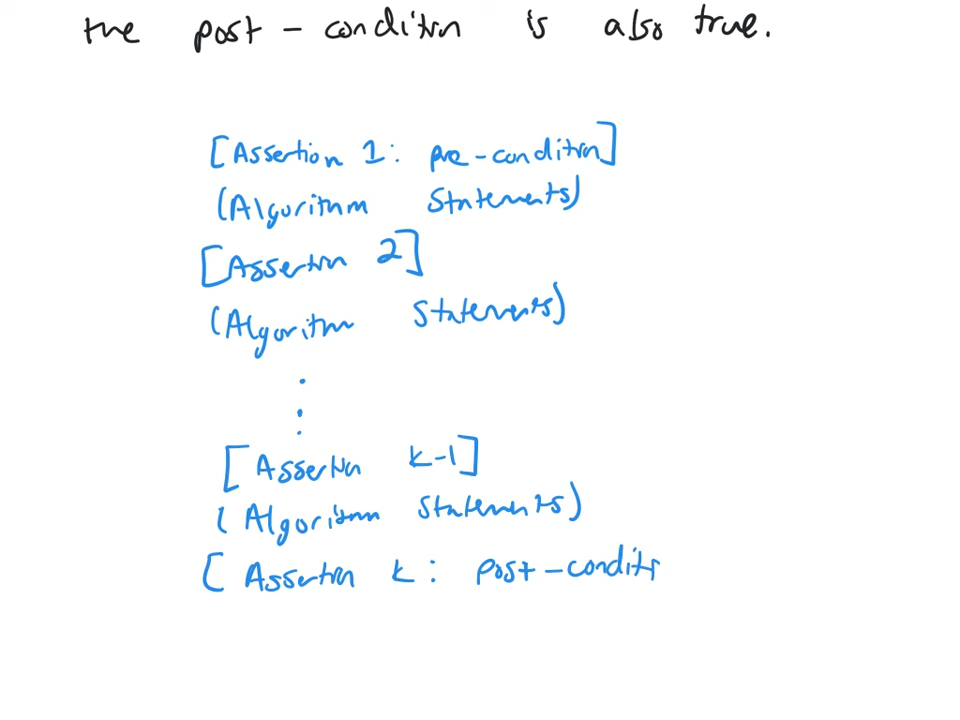 the post - condition is also true.
[Assertion 1: pre-condition]
(Algorithm Statements)
[Assertion 2]
(Algorithm Statements)
[Assertion k-1]
(Algorithm Statements)
[Assertion k: post-conditi